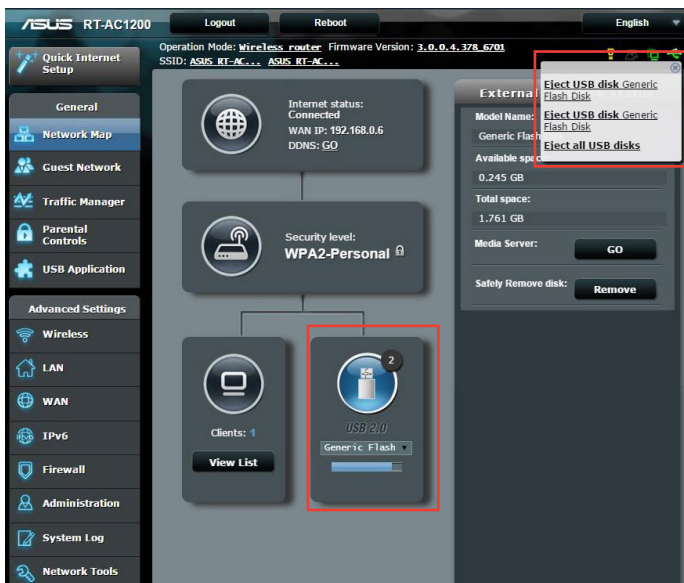 ASUS RT-AC1200
Logout
Reboot
English
Operation Mode: Wireless router Firmware Version: 3.0.0.4.378_6701
SSID: ASUS RT-AC... ASUS RT-AC...
Quick Internet
Setup
General
Network Map
Guest Network
Traffic Manager
Parental
Controls
USB Application
Advanced Settings
Wireless
LAN
WAN
IPv6
Firewall
Administration
System Log
Network Tools
Internet status:
Connected
WAN IP: 192.168.0.6
DDNS: GO
Security level:
WPA2-Personal
Clients: 1
View List
2
USB 2.0
Generic Flash
External
Model Name:
Generic Flash
Available space
0.245 GB
Total space:
1.761 GB
Media Server:
GO
Safely Remove disk:
Remove
Eject USB disk Generic
Flash Disk
Eject USB disk Generic
Flash Disk
Eject all USB disks